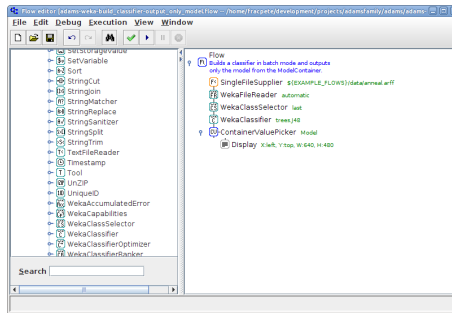 Flow editor [adams-weka-build_classifier-output_only_model.flow -- /home/fracpete/development/projects/adams/family/adams/adams-
File Edit Debug Execution View Window
SetStorageValue
SetVariable
Sort
StringCut
StringJoin
StringMatcher
StringReplace
StringSanitizer
StringSplit
StringTrim
TextFileReader
Timestamp
Tool
UnZIP
UniqueID
WekaAccumulatedError
WekaCapabilities
WekaClassSelector
WekaClassifier
WekaClassifierOptimizer
WekaClassifierRanker
Search
Flow
Builds a classifier in batch mode and outputs
only the model from the ModelContainer.
SingleFileSupplier ${EXAMPLE_FLOWS}/data/anneal.arff
WekaFileReader automatic
WekaClassSelector last
WekaClassifier trees.J48
ContainerValuePicker Model
Display X:left, Y:top, W:640, H:480